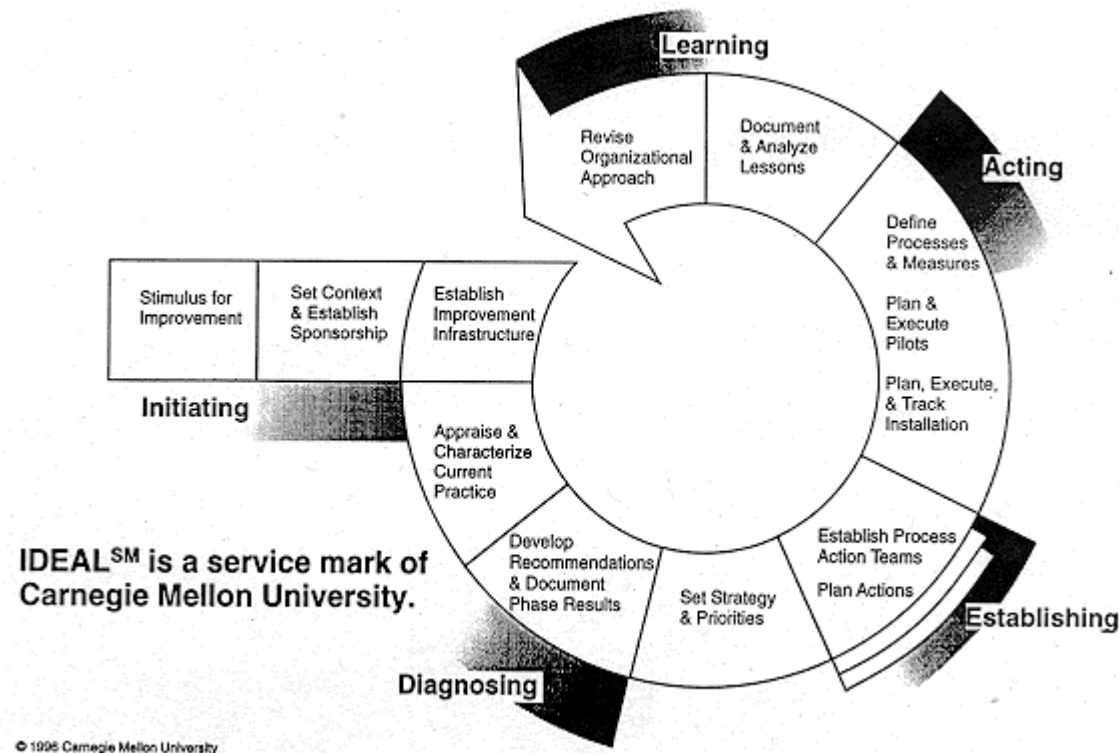 Learning
Revise
Organizational
Approach
Document
& Analyze
Lessons
Acting
Define
Processes
& Measures
Plan &
Execute
Pilots
Plan, Execute,
& Track
Installation
Stimulus for
Improvement
Set Context
& Establish
Sponsorship
Establish
Improvement
Infrastructure
Initiating
Appraise &
Characterize
Current
Practice
Develop
Recommendations
& Document
Phase Results
Set Strategy
& Priorities
Establish Process
Action Teams
Plan Actions
Establishing
Diagnosing
IDEALSM is a service mark of
Carnegie Mellon University.
© 1996 Carnegie Mellon University